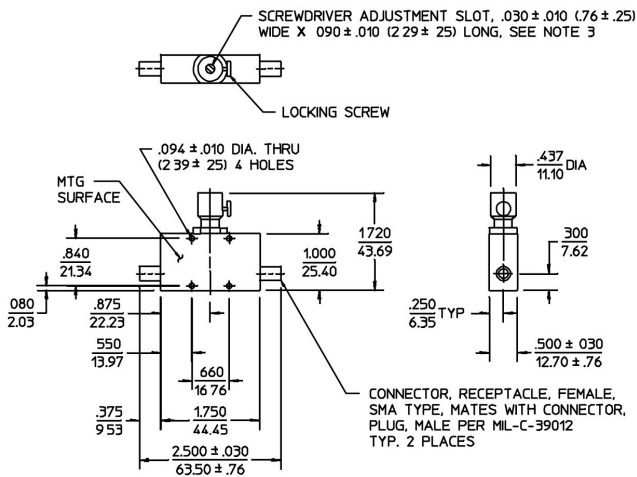 SCREWDRIVER ADJUSTMENT SLOT, .030 ± .010 (.76 ± .25)
WIDE X 090 ± .010 (2 29 ± 25) LONG, SEE NOTE 3
LOCKING SCREW
.094 ± .010 DIA. THRU
(2 39 ± 25) 4 HOLES
MTG
SURFACE
.437
11.10 DIA
1720
43.69
.840
21.34
1.000
25.40
300
7.62
080
2.03
.875
22.23
.250
6.35 TYP
550
13.97
.500 ± 030
12.70 ± .76
660
16 76
.375
9 53
1.750
44.45
2.500 ± .030
63.50 ± .76
CONNECTOR, RECEPTACLE, FEMALE,
SMA TYPE, MATES WITH CONNECTOR,
PLUG, MALE PER MIL-C-39012
TYP. 2 PLACES